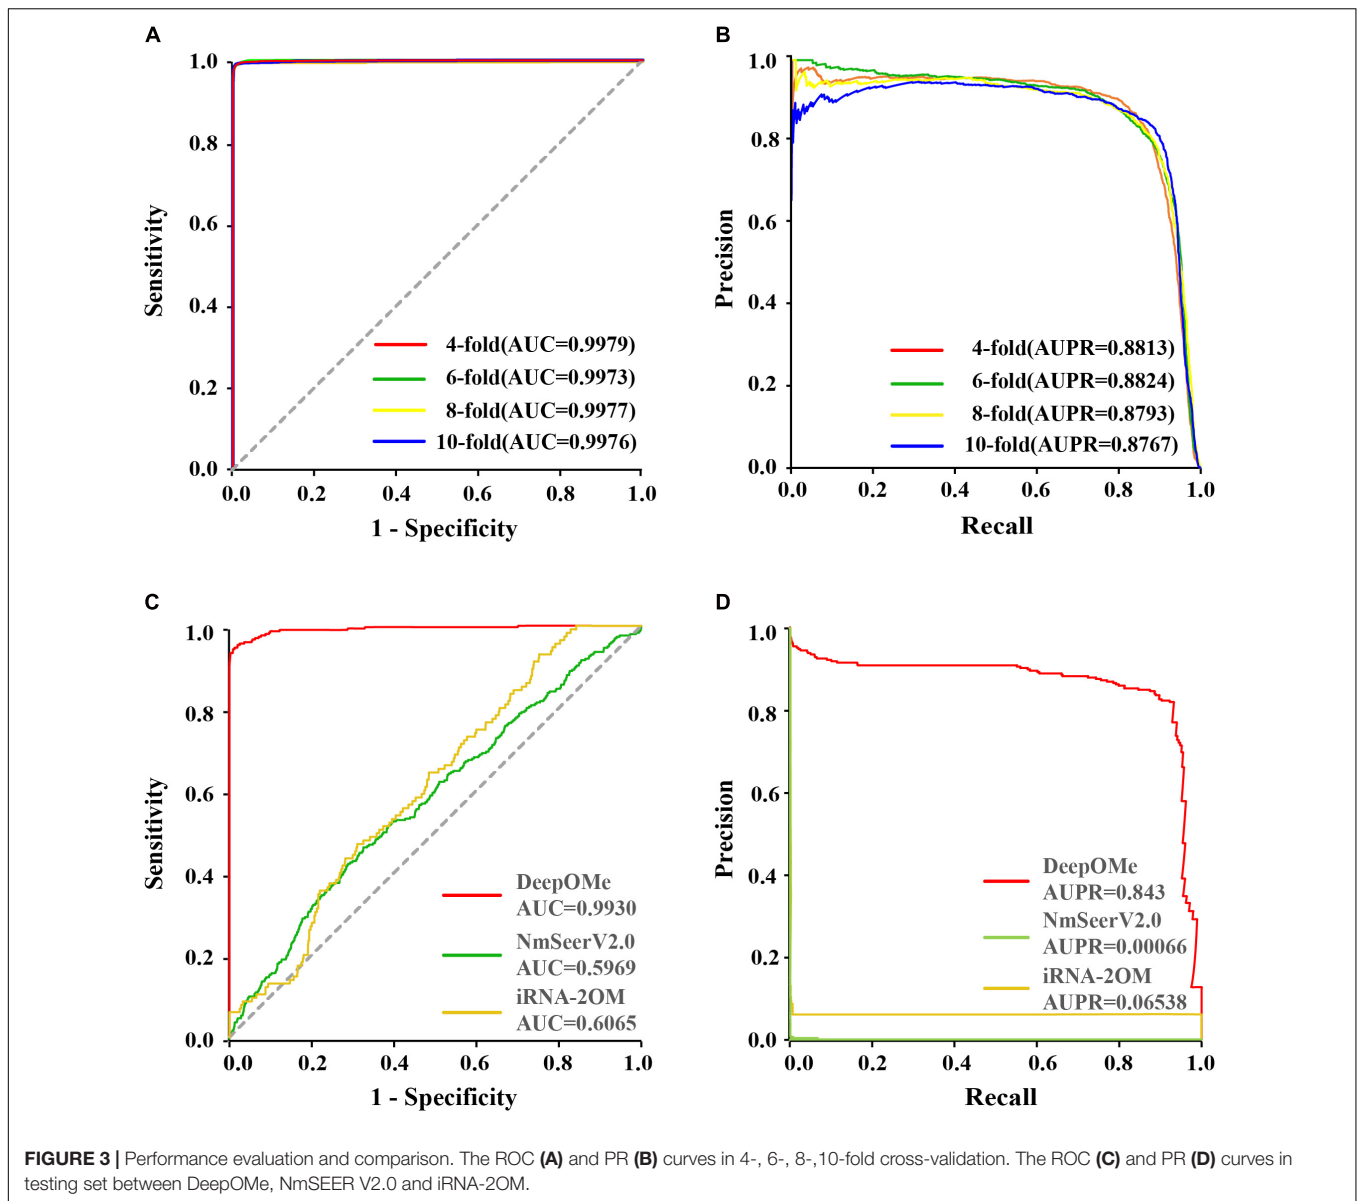 A
1.0
0.8
0.6
0.4
0.2
0.0
Sensitivity
4-fold(AUC=0.9979)
6-fold(AUC=0.9973)
8-fold(AUC=0.9977)
10-fold(AUC=0.9976)
0.0 0.2 0.4 0.6 0.8 1.0
1 - Specificity
B
1.0
0.8
0.6
0.4
0.2
0.0
Precision
4-fold(AUPR=0.8813)
6-fold(AUPR=0.8824)
8-fold(AUPR=0.8793)
10-fold(AUPR=0.8767)
0.0 0.2 0.4 0.6 0.8 1.0
Recall
C
1.0
0.8
0.6
0.4
0.2
0.0
Sensitivity
DeepOMe
AUC=0.9930
NmSeerV2.0
AUC=0.5969
iRNA-2OM
AUC=0.6065
0.0 0.2 0.4 0.6 0.8 1.0
1 - Specificity
D
1.0
0.8
0.6
0.4
0.2
0.0
Precision
DeepOMe
AUPR=0.843
NmSeerV2.0
AUPR=0.00066
iRNA-2OM
AUPR=0.06538
0.0 0.2 0.4 0.6 0.8 1.0
Recall
FIGURE 3 | Performance evaluation and comparison. The ROC (A) and PR (B) curves in 4-, 6-, 8-,10-fold cross-validation. The ROC (C) and PR (D) curves in
testing set between DeepOMe, NmSEER V2.0 and iRNA-2OM.